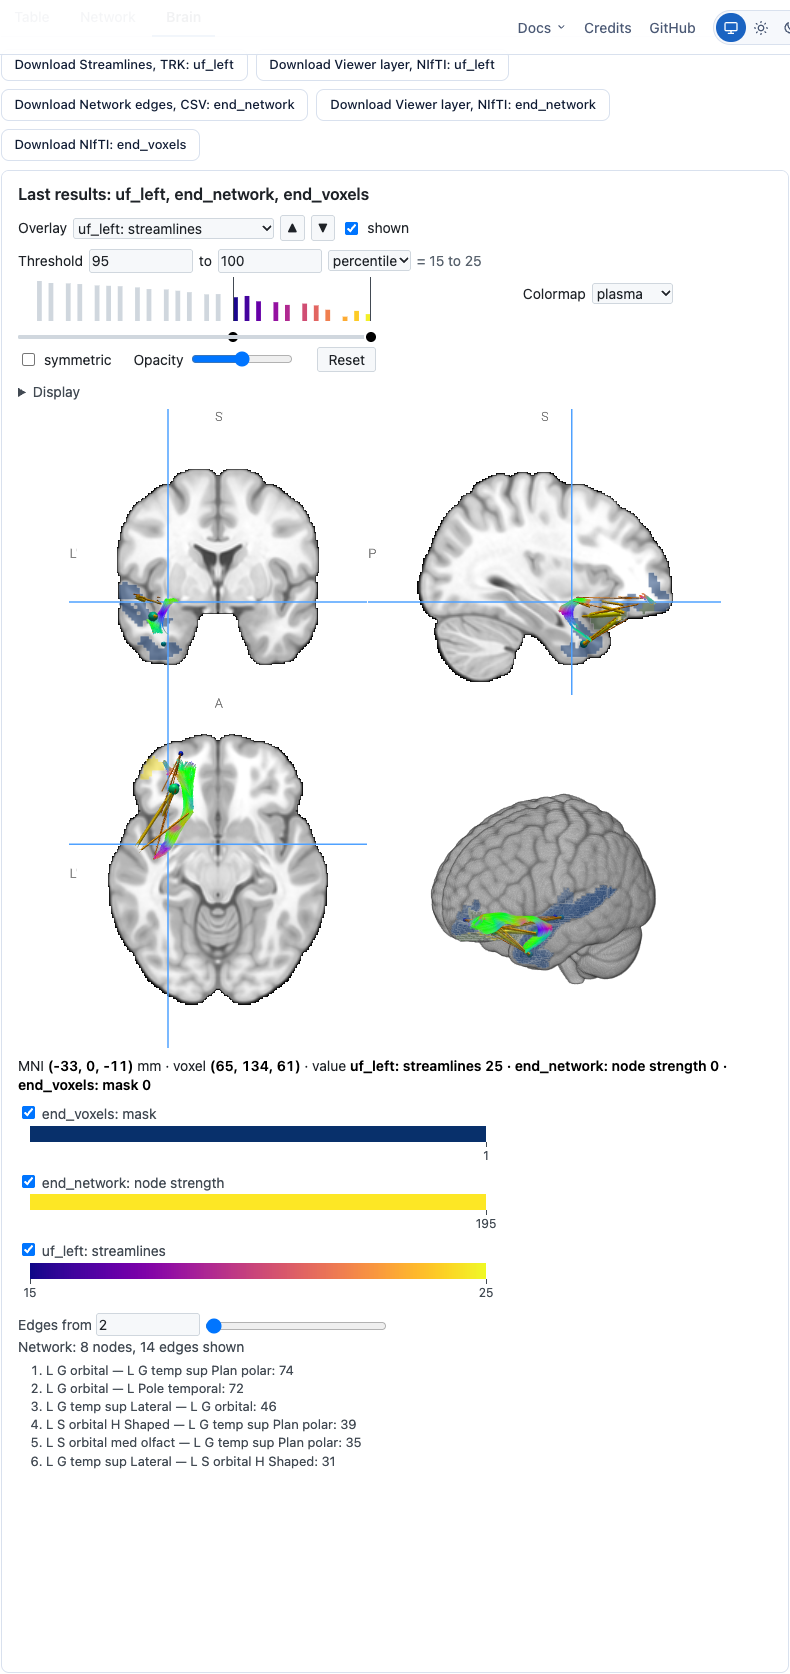 Table Network Brain
Docs Credits GitHub
Download Streamlines, TRK: uf_left Download Viewer layer, NIfTI: uf_left
Download Network edges, CSV: end_network Download Viewer layer, NIfTI: end_network
Download NIfTI: end_voxels
Last results: uf_left, end_network, end_voxels
Overlay uf_left: streamlines ▲ ▼ shown
Threshold 95 to 100 percentile = 15 to 25
Colormap plasma
symmetric Opacity Reset
Display
S S
L P
A
L
MNI (-33, 0, -11) mm · voxel (65, 134, 61) · value uf_left: streamlines 25 · end_network: node strength 0 ·
end_voxels: mask 0
end_voxels: mask
1
end_network: node strength
195
uf_left: streamlines
15 25
Edges from 2
Network: 8 nodes, 14 edges shown
1. L G orbital — L G temp sup Plan polar: 74
2. L G orbital — L Pole temporal: 72
3. L G temp sup Lateral — L G orbital: 46
4. L S orbital H Shaped — L G temp sup Plan polar: 39
5. L S orbital med olfact — L G temp sup Plan polar: 35
6. L G temp sup Lateral — L S orbital H Shaped: 31